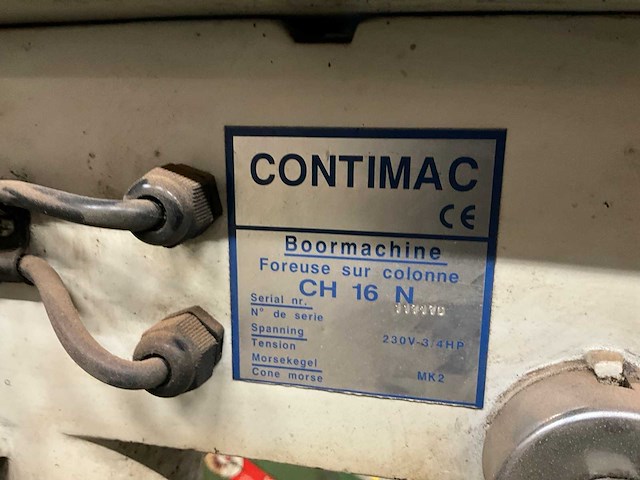 CONTIMAC
CE
Boormachine
Foreuse sur colonne
CH 16 N
Serial nr.
N° de serie
Spanning
Tension
230V-3.4HP
Morsekegel
Cone morse
MK2